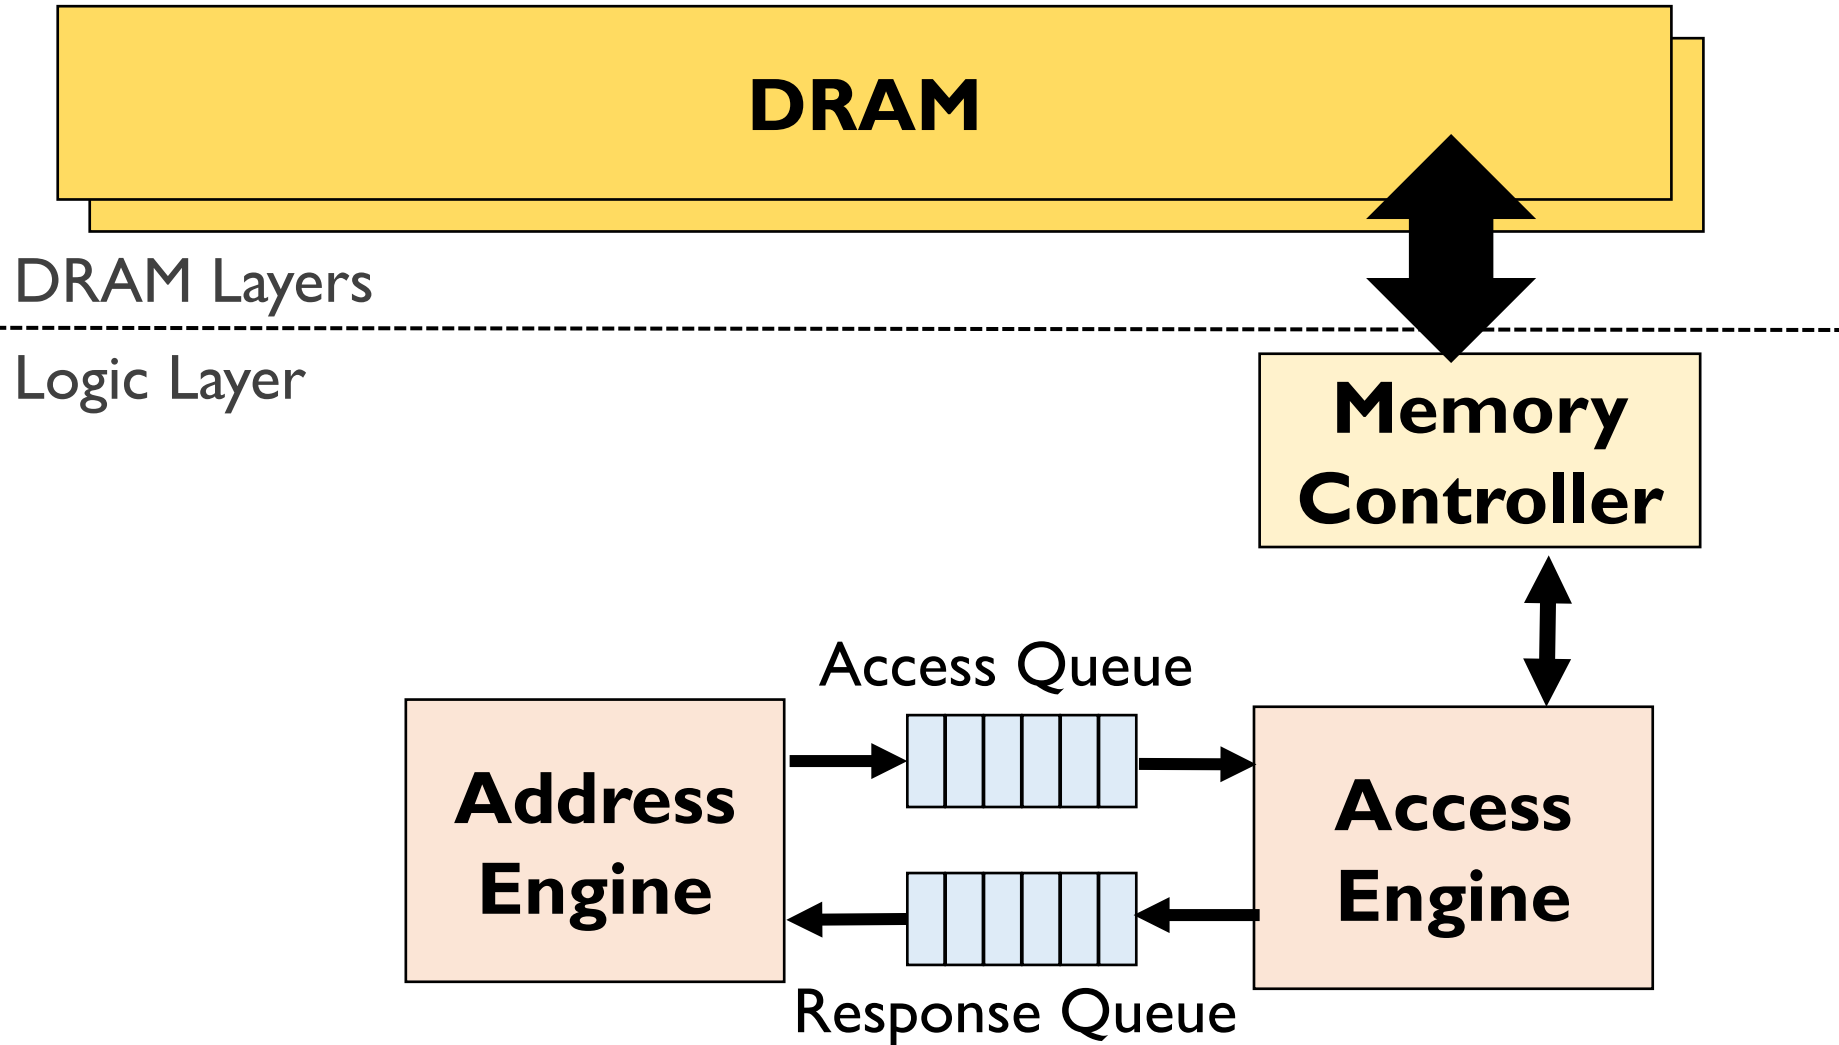 DRAM
DRAM Layers
Logic Layer
Memory
Controller
Access Queue
Address
Engine
Access
Engine
Response Queue